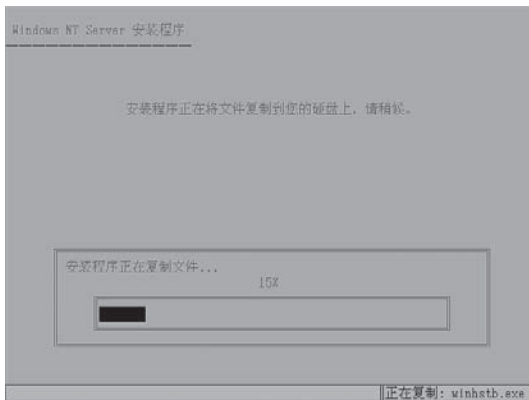 Windows NT Server 安装程序
安装程序正在将文件复制到您的硬盘上，请稍候。
安装程序正在复制文件...
15%
正在复制: winhstb.exe